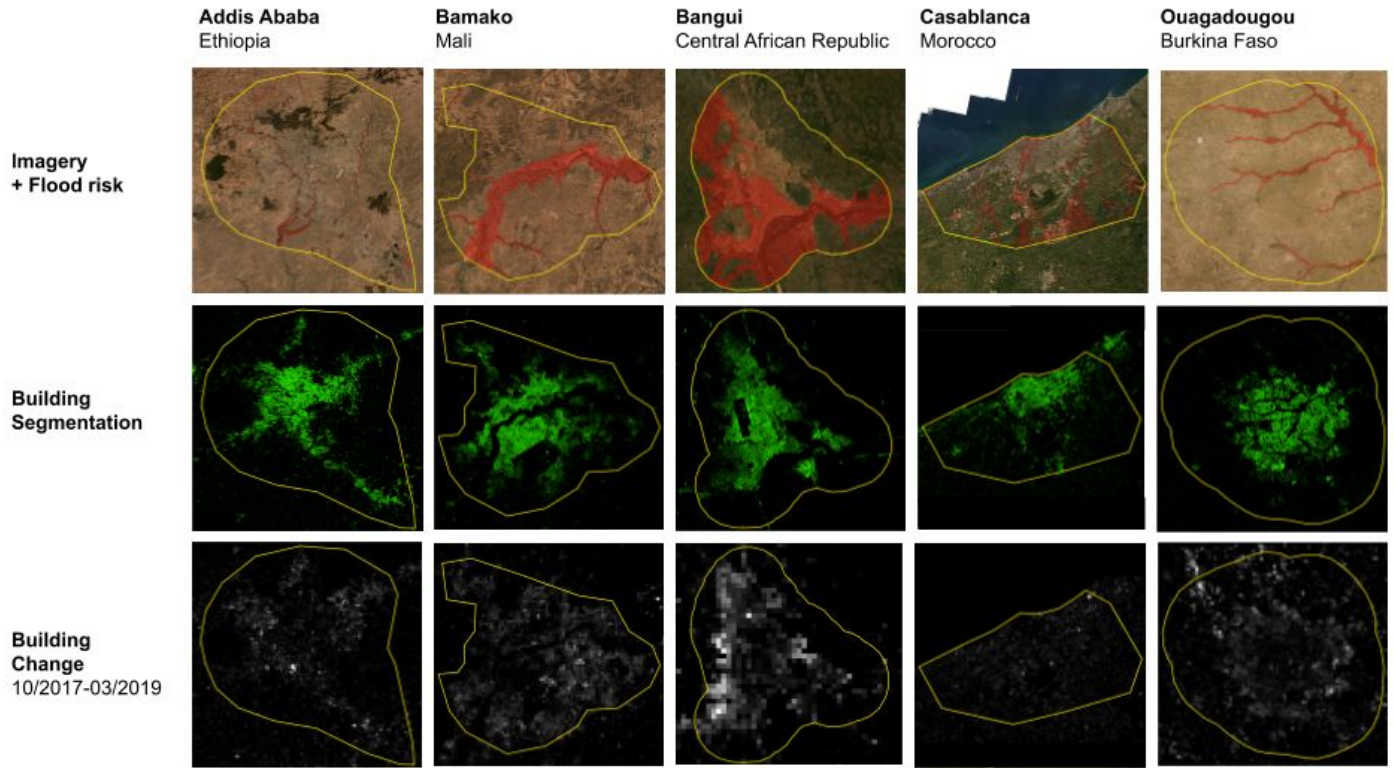 Addis Ababa
Ethiopia
Bamako
Mali
Bangui
Central African Republic
Casablanca
Morocco
Ouagadougou
Burkina Faso
Imagery
+ Flood risk
Building
Segmentation
Building
Change
10/2017-03/2019